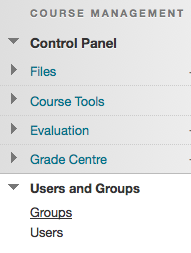 COURSE MANAGEMENT
Control Panel
Files
Course Tools
Evaluation
Grade Centre
Users and Groups
Groups
Users